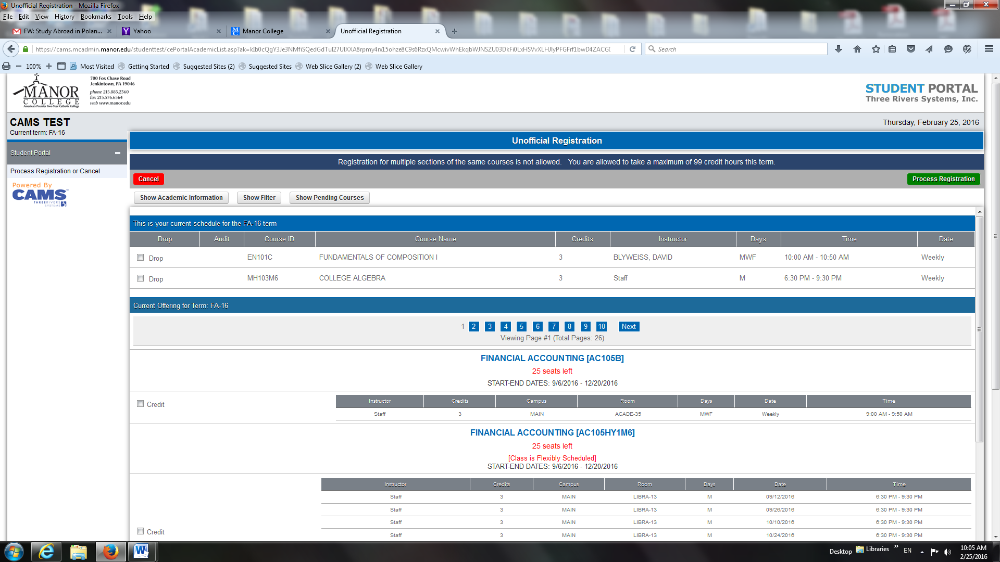 Unofficial Registration - Mozilla Firefox
File Edit View History Bookmarks Tools Help
FW: Study Abroad in Polan... × Yahoo × Manor College × Unofficial Registration × +
Search
100% Most Visited Getting Started Suggested Sites (2) Suggested Sites Web Slice Gallery (2) Web Slice Gallery
MANOR
COLLEGE
America's Premier Two-Year Catholic College
700 Fox Chase Road
Jenkintown, PA 19046
phone 215.885.2360
fax 215.576.6564
web www.manor.edu
STUDENT PORTAL
Three Rivers Systems, Inc.
CAMS TEST
Current term: FA-16
Thursday, February 25, 2016
Student Portal
Process Registration or Cancel
Powered By
CAMS™
THREE RIVERS
SYSTEMS
Unofficial Registration
Registration for multiple sections of the same courses is not allowed. You are allowed to take a maximum of 99 credit hours this term.
Cancel Process Registration
Show Academic Information Show Filter Show Pending Courses
This is your current schedule for the FA-16 term
Drop Audit Course ID Course Name Credits Instructor Days Time Date
Drop EN101C FUNDAMENTALS OF COMPOSITION I 3 BLYWEISS, DAVID MWF 10:00 AM - 10:50 AM Weekly
Drop MH103M6 COLLEGE ALGEBRA 3 Staff M 6:30 PM - 9:30 PM Weekly
Current Offering for Term: FA-16
1 2 3 4 5 6 7 8 9 10 Next
Viewing Page #1 (Total Pages: 26)
FINANCIAL ACCOUNTING [AC105B]
25 seats left
START-END DATES: 9/6/2016 - 12/20/2016
Credit
Instructor Credits Campus Room Days Date Time
Staff 3 MAIN ACADE-35 MWF Weekly 9:00 AM - 9:50 AM
FINANCIAL ACCOUNTING [AC105HY1M6]
25 seats left
[Class is Flexibly Scheduled]
START-END DATES: 9/6/2016 - 12/20/2016
Instructor Credits Campus Room Days Date Time
Staff 3 MAIN LIBRA-13 M 09/12/2016 6:30 PM - 9:30 PM
Staff 3 MAIN LIBRA-13 M 09/26/2016 6:30 PM - 9:30 PM
Staff 3 MAIN LIBRA-13 M 10/10/2016 6:30 PM - 9:30 PM
Credit
Staff 3 MAIN LIBRA-13 M 10/24/2016 6:30 PM - 9:30 PM
Desktop Libraries » EN
10:05 AM
2/25/2016